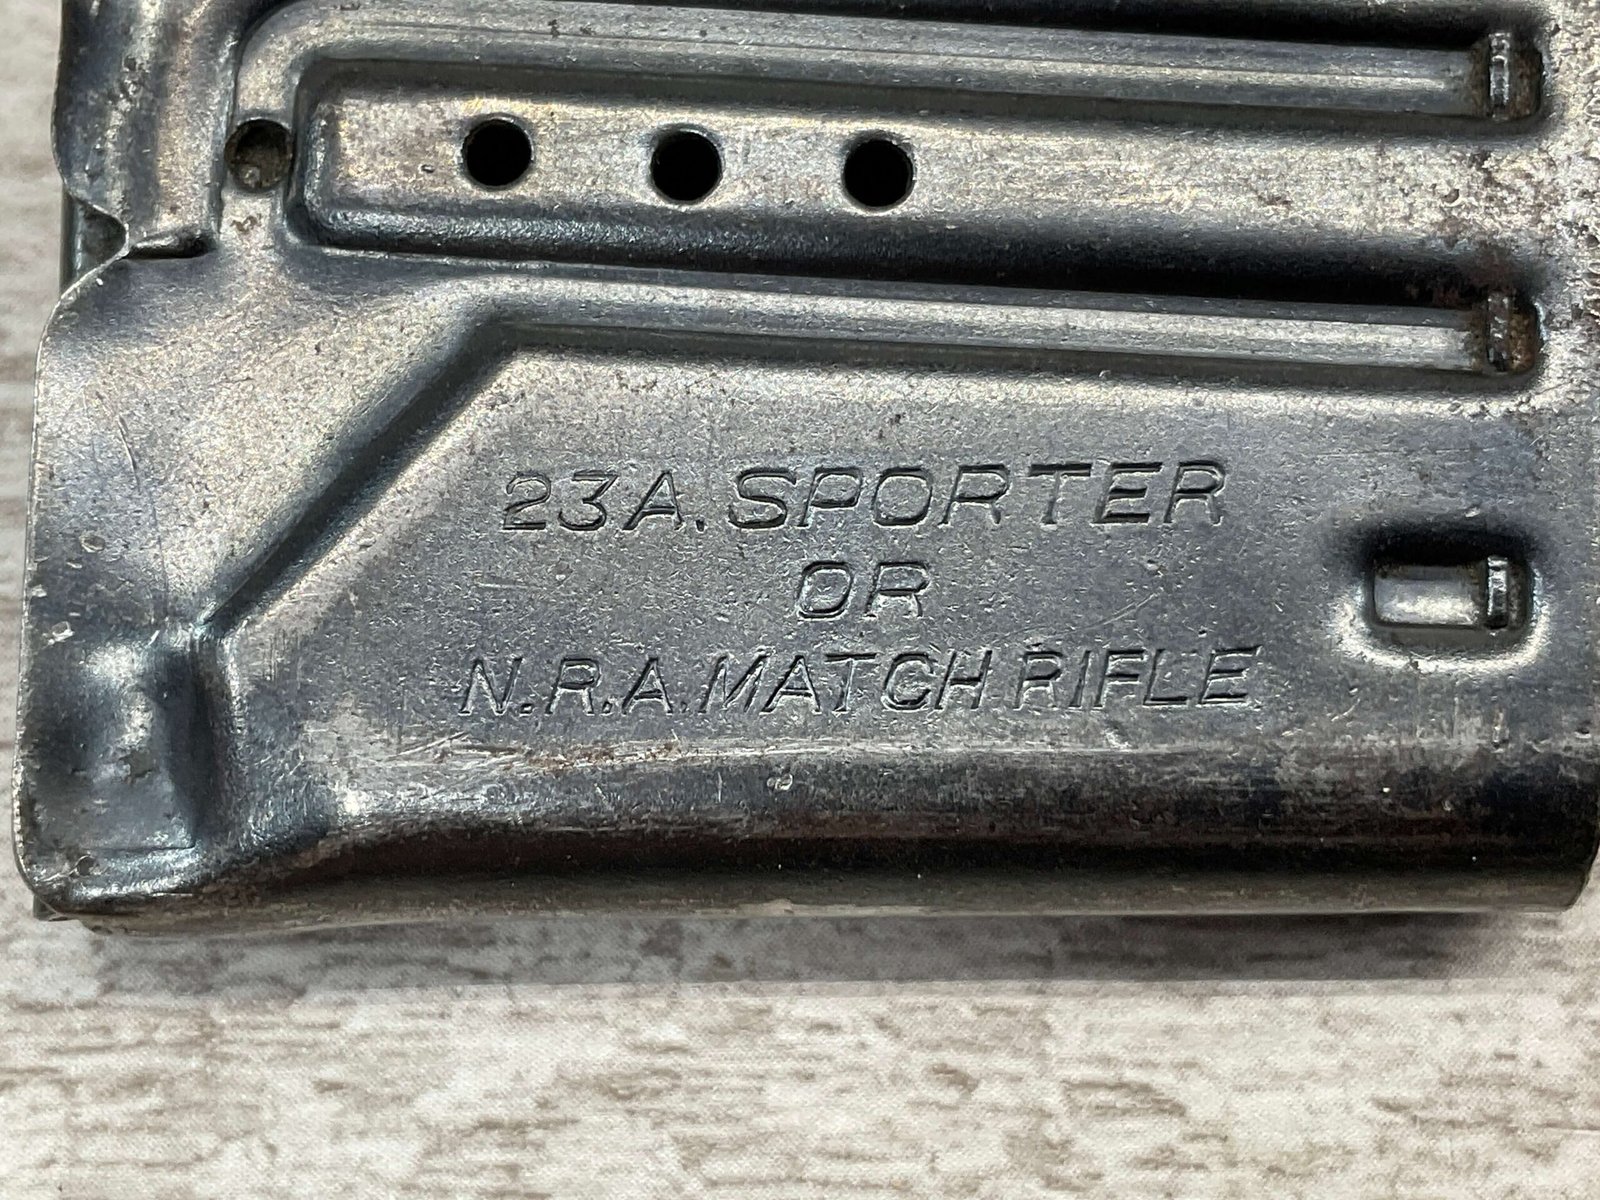 23A. SPORTER
OR
N.R.A. MATCH RIFLE